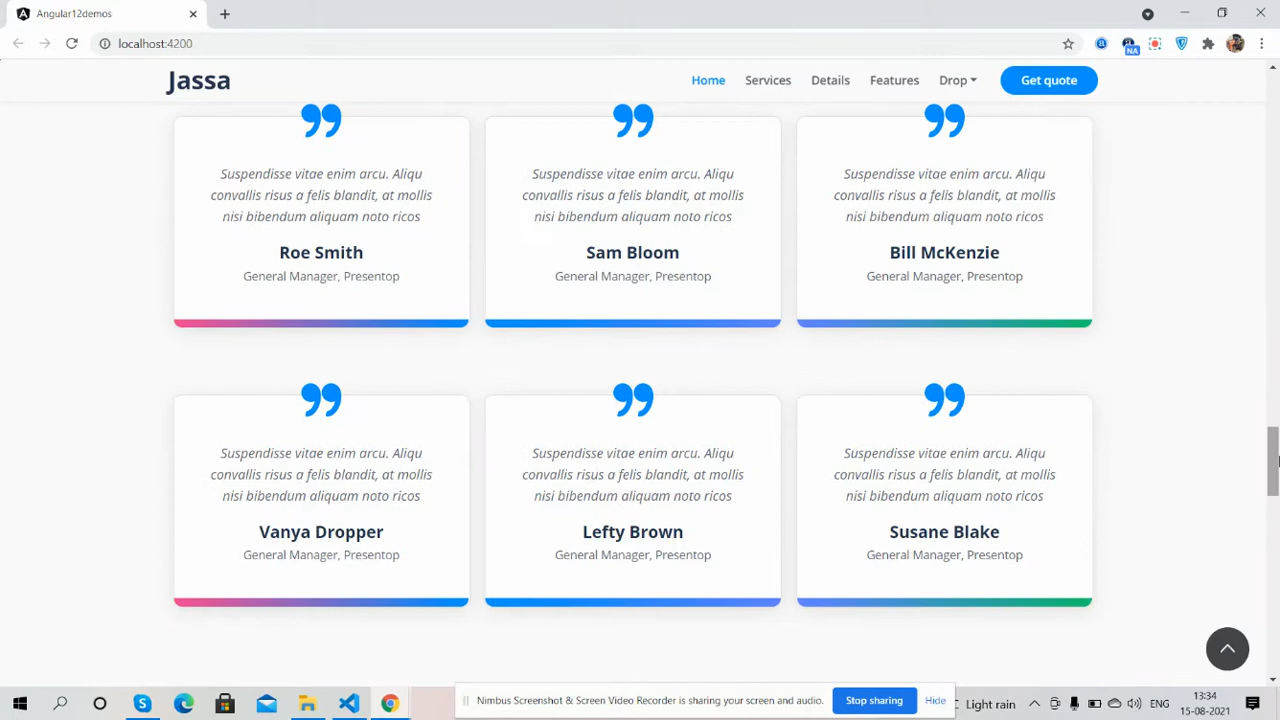 Angular12demos
localhost:4200
NA
Jassa
Home Services Details Features Drop Get quote
Suspendisse vitae enim arcu. Aliqu
convallis risus a felis blandit, at mollis
nisi bibendum aliquam noto ricos
Roe Smith
General Manager, Presentop
Suspendisse vitae enim arcu. Aliqu
convallis risus a felis blandit, at mollis
nisi bibendum aliquam noto ricos
Sam Bloom
General Manager, Presentop
Suspendisse vitae enim arcu. Aliqu
convallis risus a felis blandit, at mollis
nisi bibendum aliquam noto ricos
Bill McKenzie
General Manager, Presentop
Suspendisse vitae enim arcu. Aliqu
convallis risus a felis blandit, at mollis
nisi bibendum aliquam noto ricos
Vanya Dropper
General Manager, Presentop
Suspendisse vitae enim arcu. Aliqu
convallis risus a felis blandit, at mollis
nisi bibendum aliquam noto ricos
Lefty Brown
General Manager, Presentop
Suspendisse vitae enim arcu. Aliqu
convallis risus a felis blandit, at mollis
nisi bibendum aliquam noto ricos
Susane Blake
General Manager, Presentop
Nimbus Screenshot & Screen Video Recorder is sharing your screen and audio. Stop sharing Hide
Light rain
ENG
13:34
15-08-2021